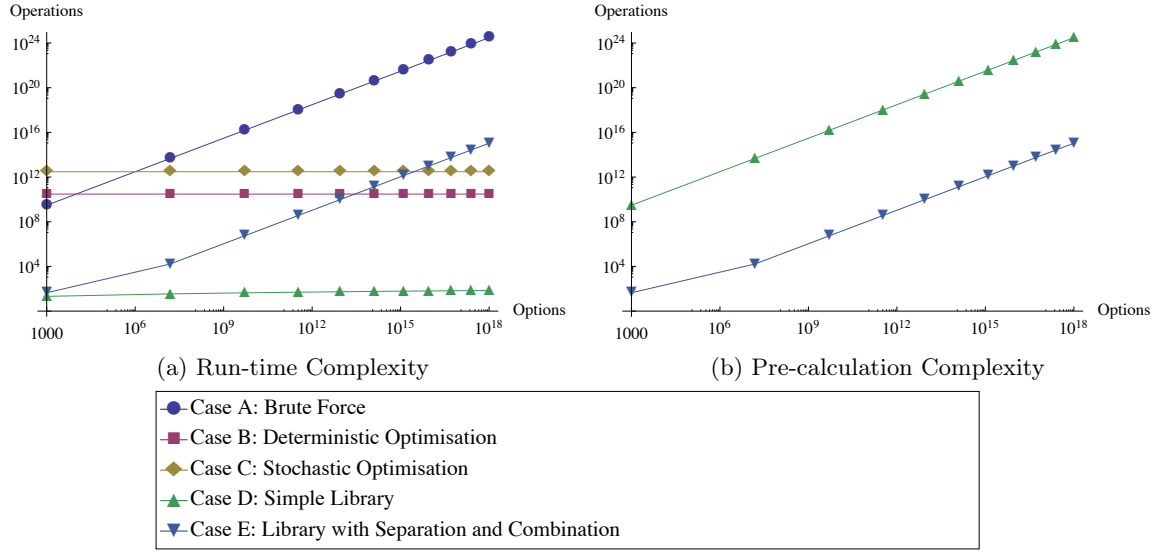 Operations
10^24
10^20
10^16
10^12
10^8
10^4
1000
10^6
10^9
10^12
10^15
10^18
Options
(a) Run-time Complexity
Operations
10^24
10^20
10^16
10^12
10^8
10^4
1000
10^6
10^9
10^12
10^15
10^18
Options
(b) Pre-calculation Complexity
Case A: Brute Force
Case B: Deterministic Optimisation
Case C: Stochastic Optimisation
Case D: Simple Library
Case E: Library with Separation and Combination